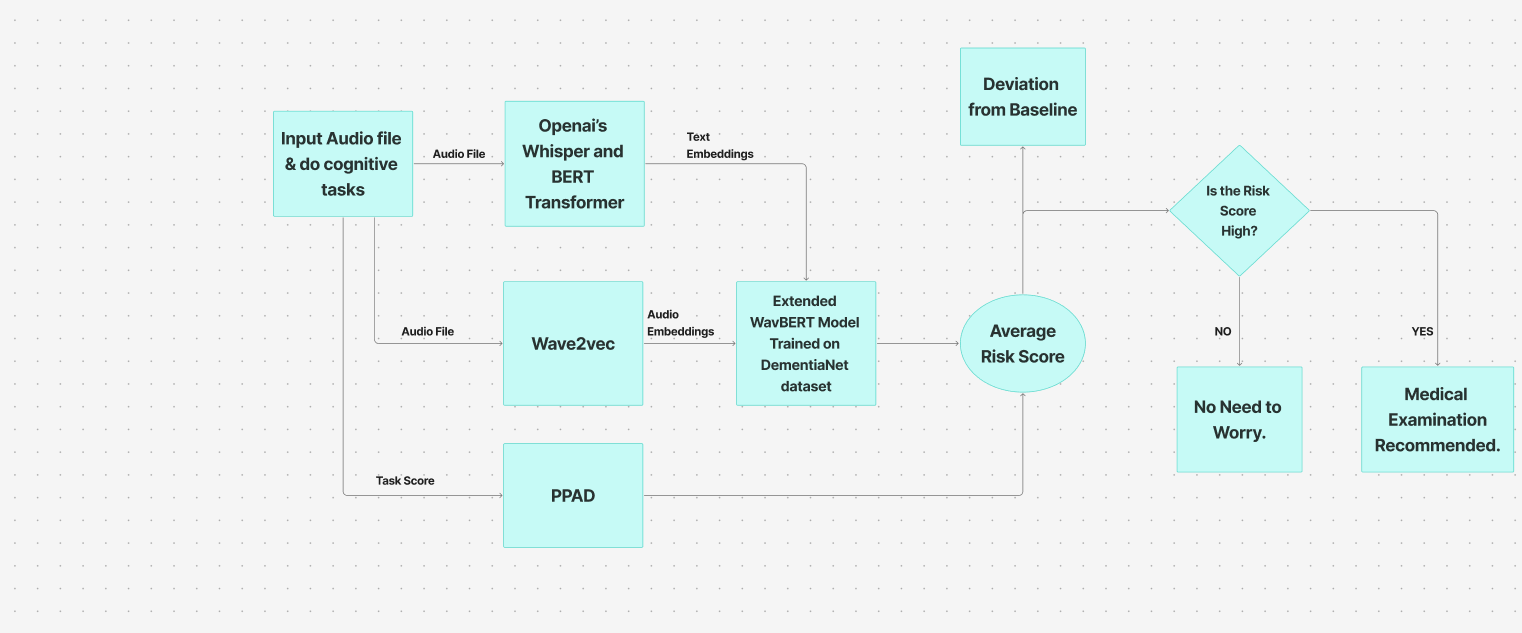 Input Audio file
& do cognitive
tasks
Audio File
Openai's
Whisper and
BERT
Transformer
Text
Embeddings
Audio File
Wave2vec
Audio
Embeddings
Extended
WavBERT Model
Trained on
DementiaNet
dataset
Task Score
PPAD
Average
Risk Score
Deviation
from Baseline
Is the Risk
Score
High?
NO
YES
No Need to
Worry.
Medical
Examination
Recommended.